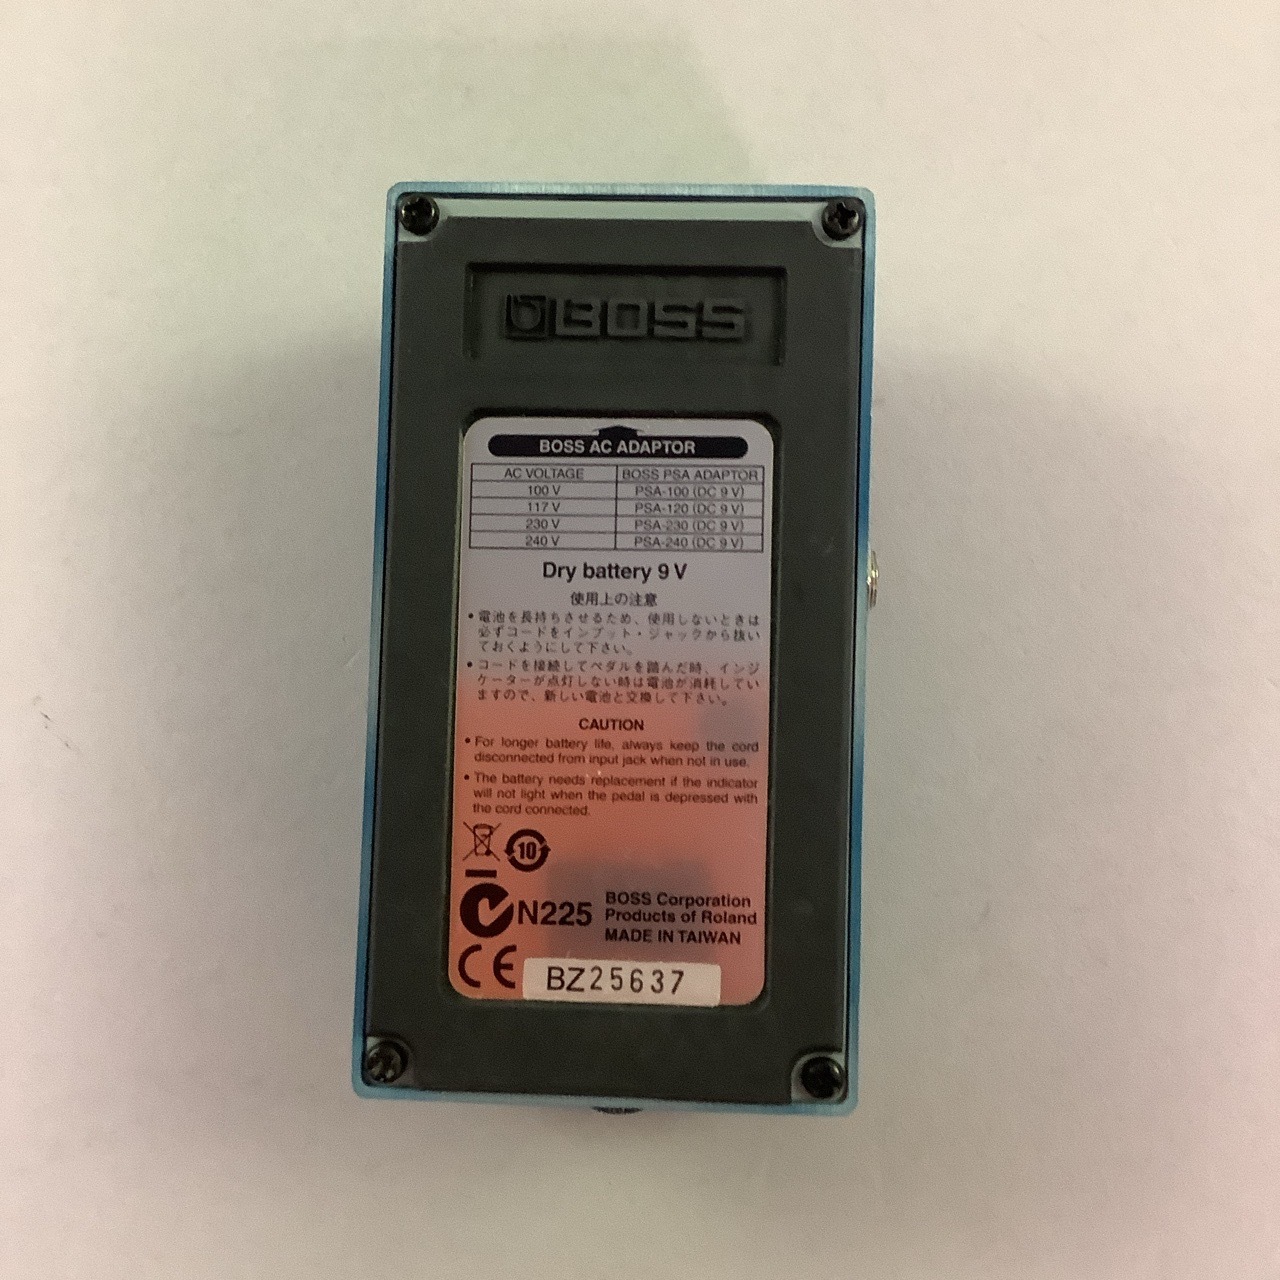 BOSS
BOSS AC ADAPTOR
AC VOLTAGE BOSS PSA ADAPTOR
100 V PSA-100 (DC 9 V)
117 V PSA-120 (DC 9 V)
230 V PSA-230 (DC 9 V)
240 V PSA-240 (DC 9 V)
Dry battery 9 V
使用上の注意
• 電池を長持ちさせるため、使用しないときは
必ずコードをインプット・ジャックから抜い
ておくようにして下さい。
• コードを接続してペダルを踏んだ時、インジ
ケーターが点灯しない時は電池が消耗してい
ますので、新しい電池と交換して下さい。
CAUTION
• For longer battery life, always keep the cord
disconnected from input jack when not in use.
• The battery needs replacement if the indicator
will not light when the pedal is depressed with
the cord connected.
10
N225
BOSS Corporation
Products of Roland
MADE IN TAIWAN
CE
BZ25637